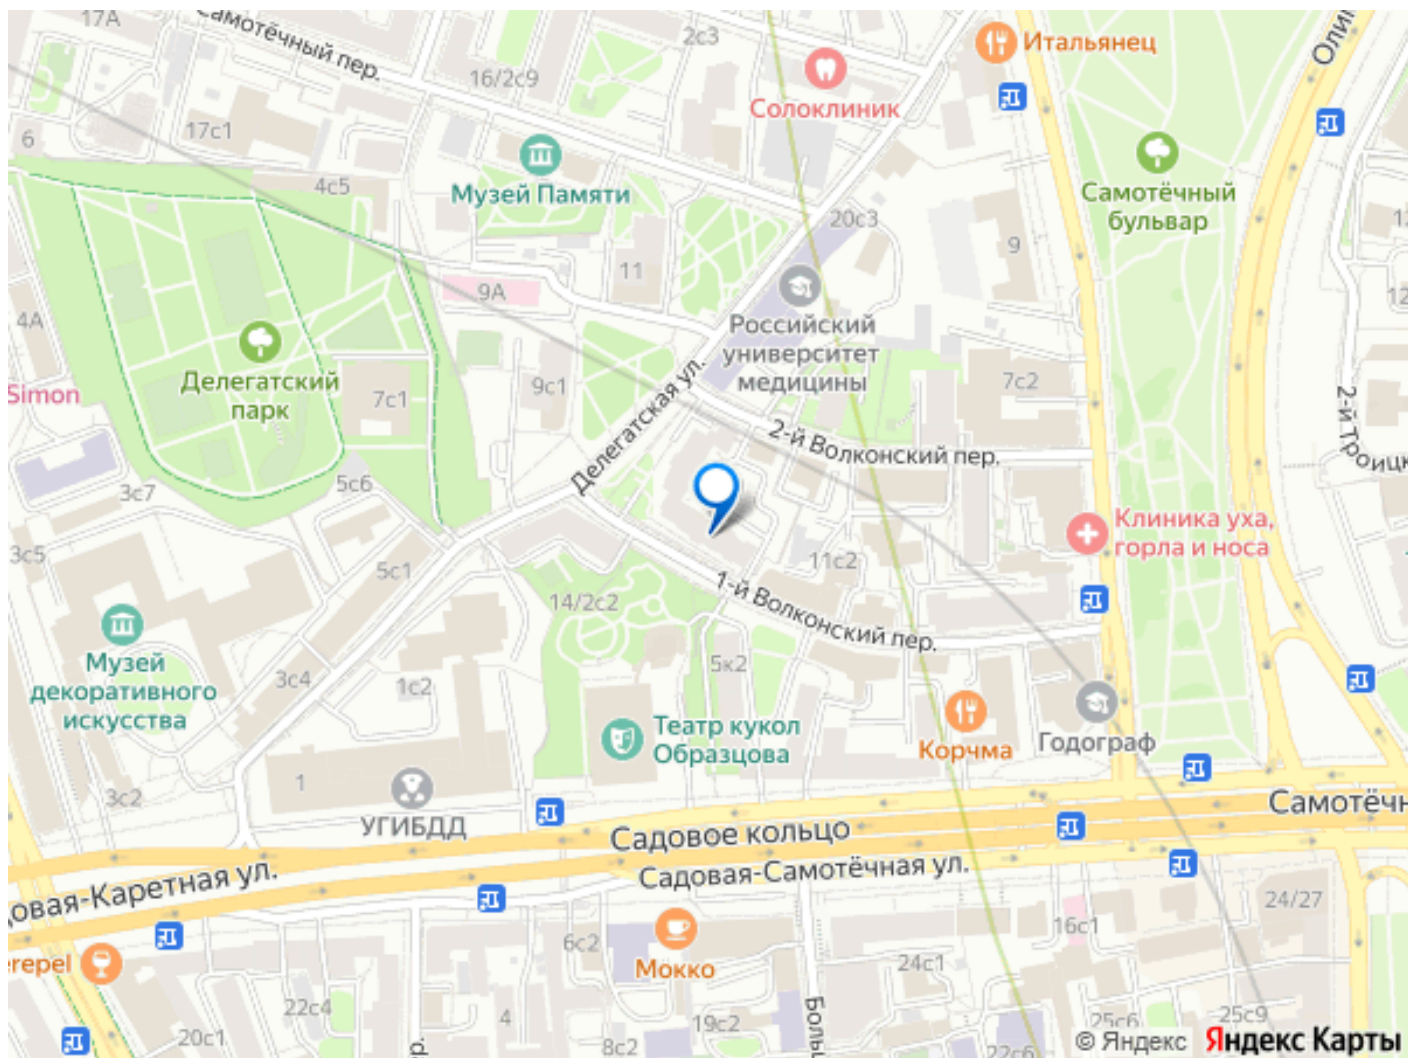 17А
Самотёчный пер.
2с3
Итальянец
16/2с9
Солоклиник
17с1
6
Музей Памяти
4с5
Самотёчный
бульвар
20с3
9
11
9А
4А
Российский
университет
медицины
Делегатский
парк
Simon
7с1
9с1
7с2
Делегатская ул.
2-й Волконский пер.
3с7
5с6
Клиника уха,
горла и носа
3с5
5с1
11с2
1-й Волконский пер.
14/2с2
5к2
Музей
декоративного
искусства
3с4
1с2
Театр кукол
Образцова
Корчма
Годограф
1
3с2
УГИБДД
Садовое кольцо
Самотёчн
довая-Каретная ул.
Садовая-Самотёчная ул.
24/27
16с1
6с2
erepel
Мокко
24с1
22с4
4
20с1
19с2
8с2
Больш
25с6
25с9
22с6
© Яндекс
Яндекс Карты